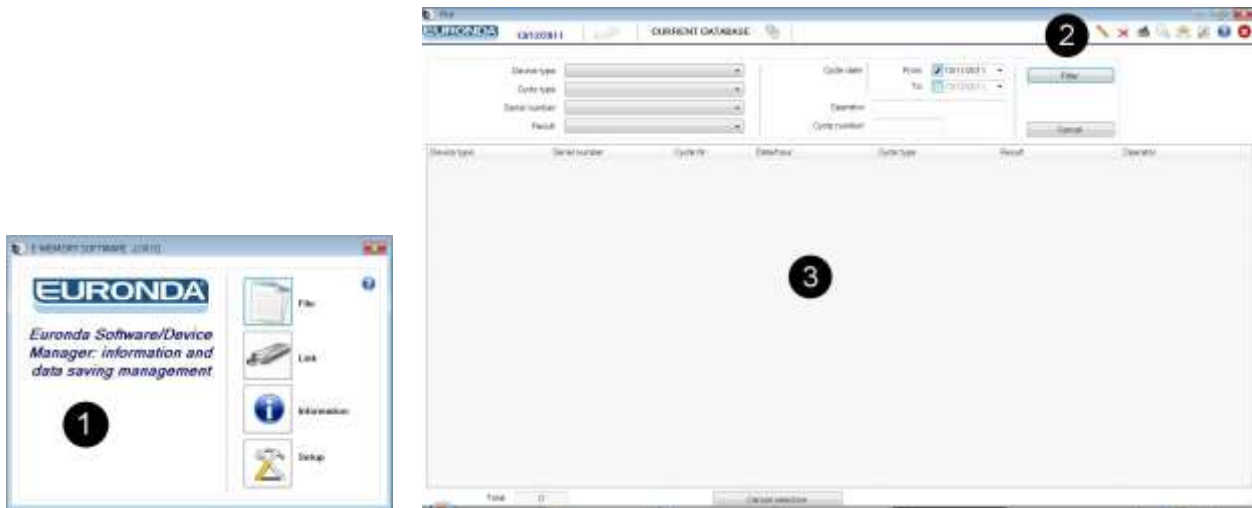 E-MEMORY SOFTWARE
EURONDA
Euronda Software/Device
Manager: information and
data saving management
1
File
Link
Information
Setup
File
EURONDA
CURRENT DATABASE
2
Device type
Cycle type
Serial number
Result
Cycle date
From
To
Operator
Cycle number
Filter
Cancel
Device type Serial number Cycle Nr Date/hour Cycle type Result Operator
3
Total 0
Cancel selection